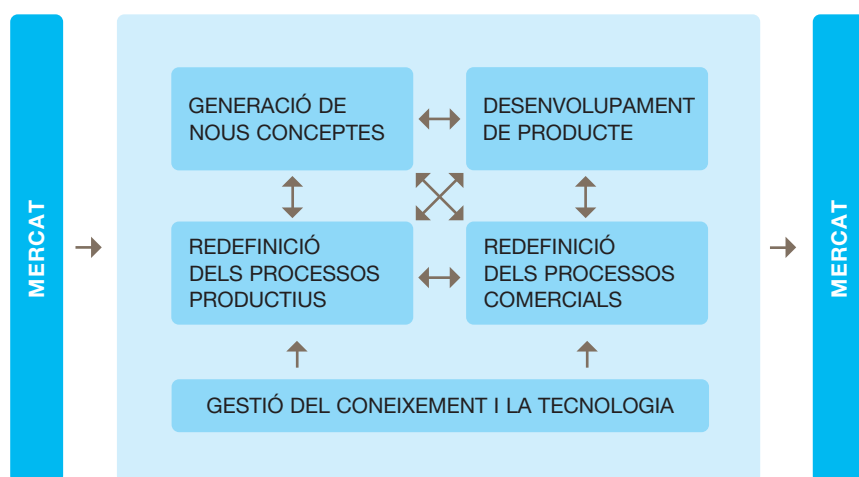 MERCAT
GENERACIÓ DE
NOUS CONCEPTES
DESENVOLUPAMENT
DE PRODUCTE
REDEFINICIÓ
DELS PROCESSOS
PRODUCTIUS
REDEFINICIÓ
DELS PROCESSOS
COMERCIALS
GESTIÓ DEL CONEIXEMENT I LA TECNOLOGIA
MERCAT